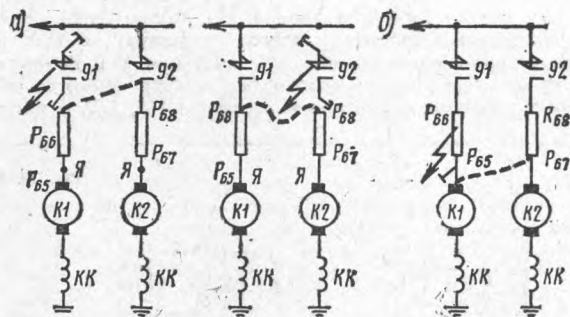 а) б)
91 92 91 92 91 92
Р66 Р68 Р66 Р68 Р66 R68
Р67 Р67 Р65 Р67
Р65 Я Я Р65 Я Я
К1 К2 К1 К2 К1 К2
КК КК КК КК КК КК